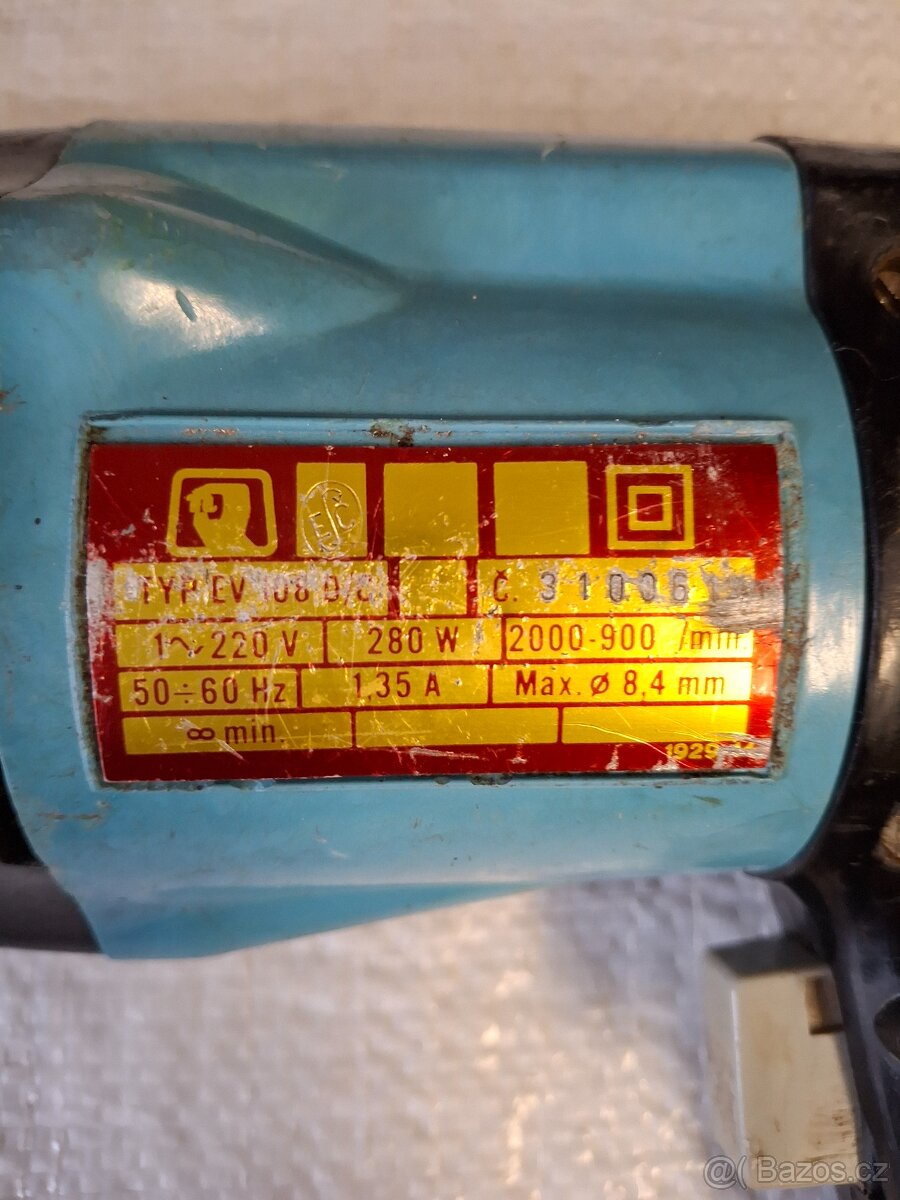 TYP EV 108 D/
Č. 31006
1~ 220 V 280 W 2000-900 /min
50÷60 Hz 1,35 A Max. ø 8,4 mm
∞ min.
@( Bazos.cz